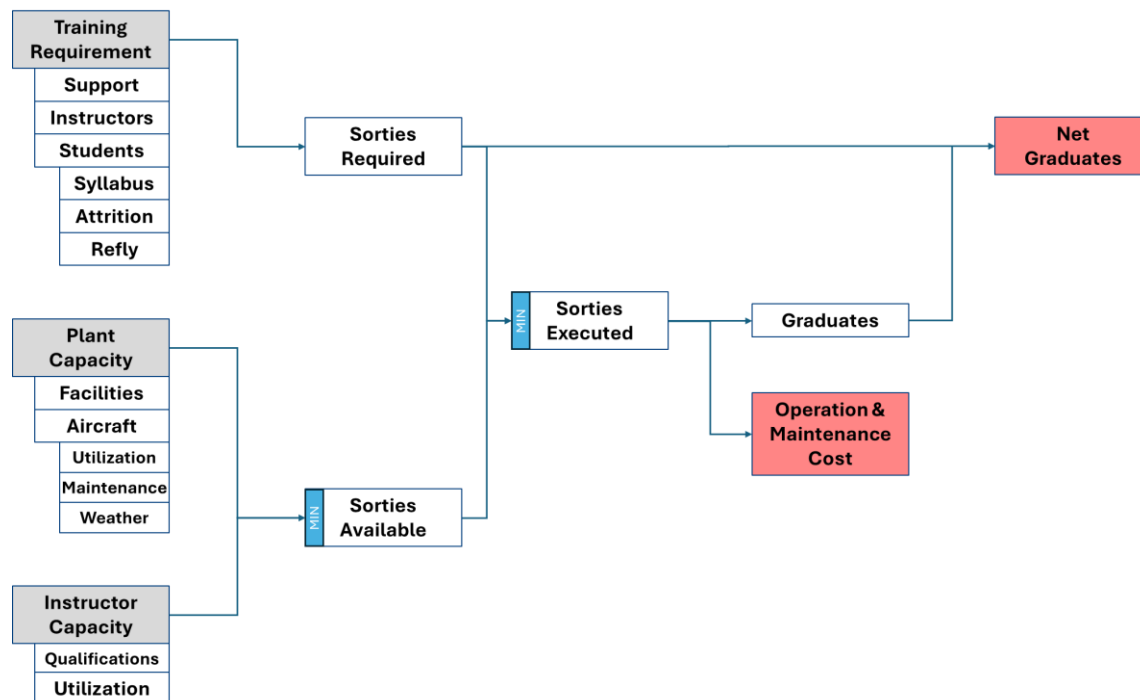 Training
Requirement
Support
Instructors
Students
Syllabus
Attrition
Refly
Plant
Capacity
Facilities
Aircraft
Utilization
Maintenance
Weather
Instructor
Capacity
Qualifications
Utilization
Sorties
Required
MIN
Sorties
Available
MIN
Sorties
Executed
Graduates
Operation &
Maintenance
Cost
Net
Graduates